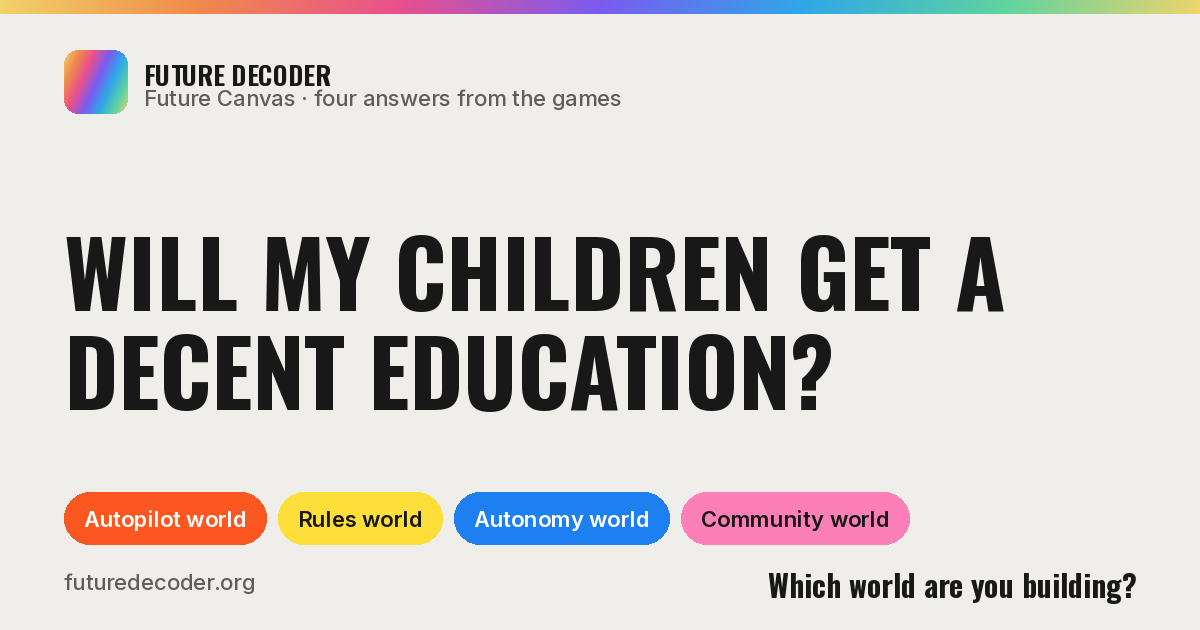 FUTURE DECODER
Future Canvas · four answers from the games
WILL MY CHILDREN GET A
DECENT EDUCATION?
Autopilot world
Rules world
Autonomy world
Community world
futuredecoder.org
Which world are you building?